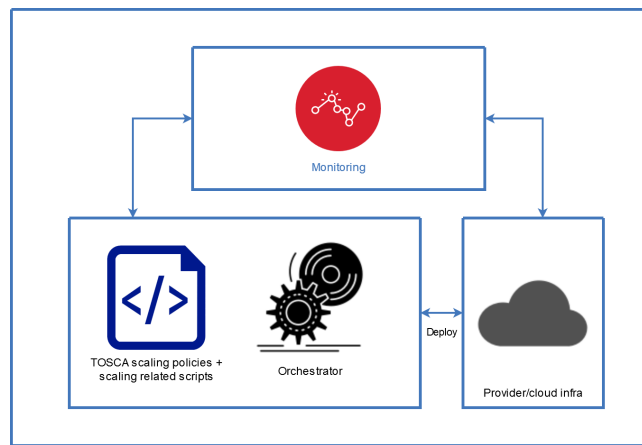 Monitoring
</>
TOSCA scaling policies +
scaling related scripts
Orchestrator
Deploy
Provider/cloud infra